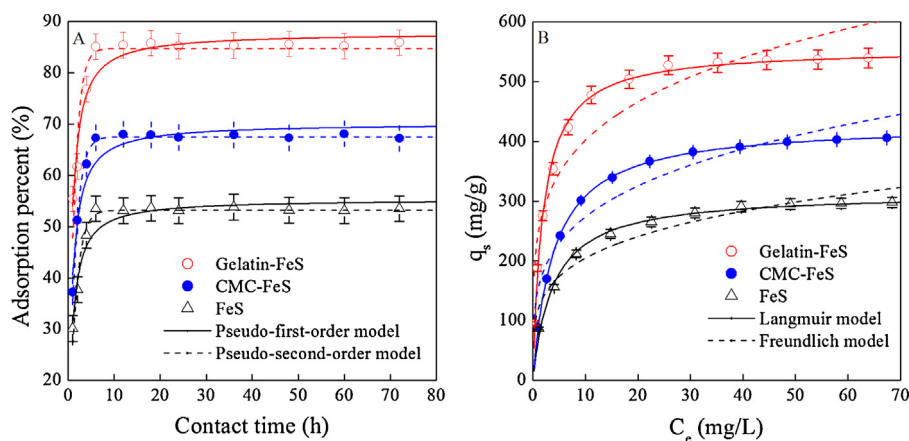 A
90
80
70
60
50
40
30
20
0 10 20 30 40 50 60 70 80
Adsorption percent (%)
Contact time (h)
Gelatin-FeS
CMC-FeS
FeS
Pseudo-first-order model
Pseudo-second-order model
B
600
500
400
300
200
100
0
0 10 20 30 40 50 60 70
qs (mg/g)
Ce (mg/L)
Gelatin-FeS
CMC-FeS
FeS
Langmuir model
Freundlich model